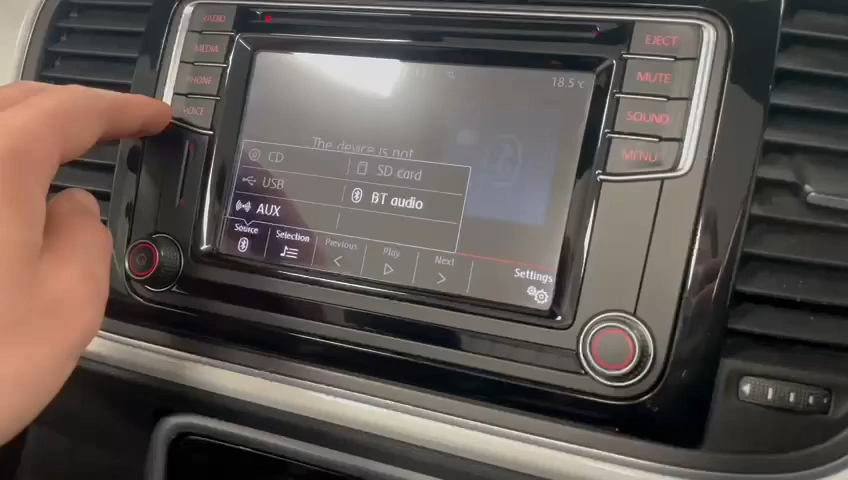 RADIO
MEDIA
PHONE
VOICE
EJECT
MUTE
SOUND
MENU
18.5°C
The device is not
CD
SD card
USB
BT audio
AUX
Source
Selection
Previous
Play
Next
Settings